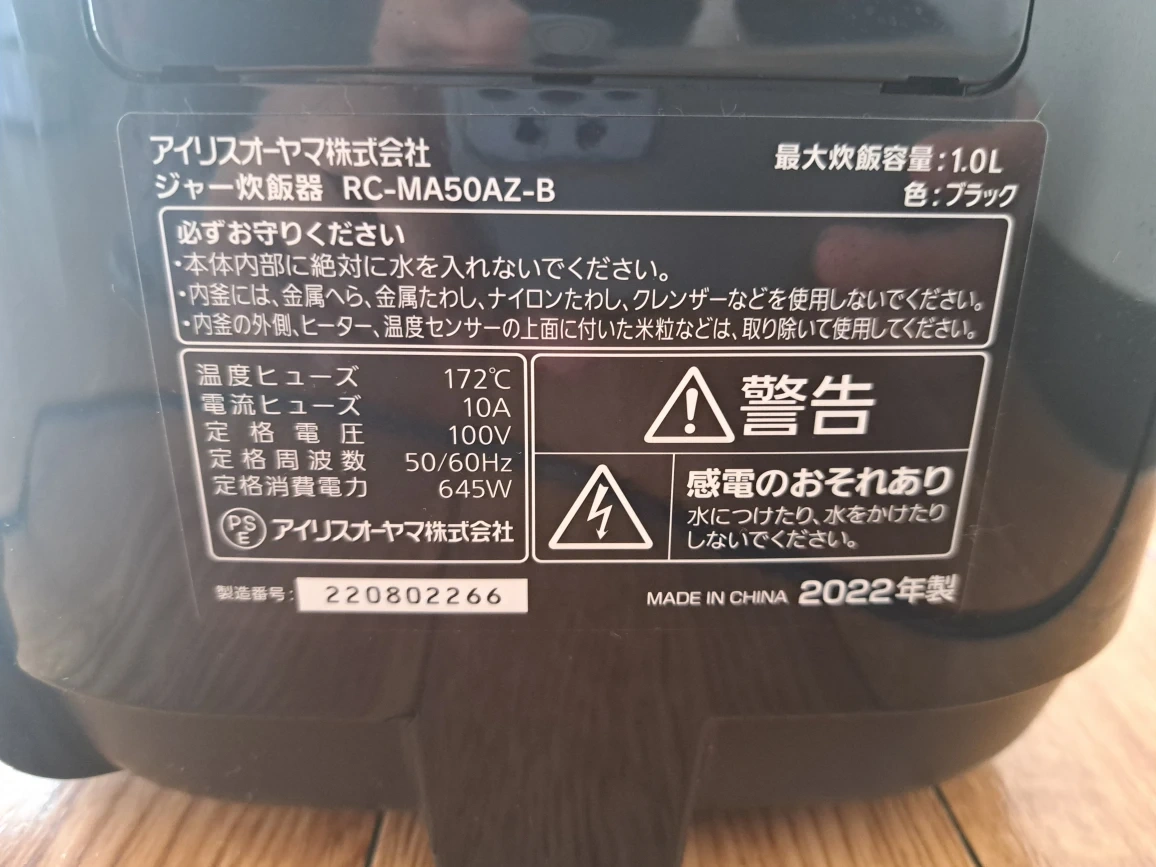 アイリスオーヤマ株式会社
ジャー炊飯器 RC-MA50AZ-B
最大炊飯容量:1.0L
色:ブラック
必ずお守りください
・本体内部に絶対に水を入れないでください。
・内釜には、金属へら、金属たわし、ナイロンたわし、クレンザーなどを使用しないでください。
・内釜の外側、ヒーター、温度センサーの上面に付いた米粒などは、取り除いて使用してください。
温度ヒューズ 172℃
電流ヒューズ 10A
定格電圧 100V
定格周波数 50/60Hz
定格消費電力 645W
PSE アイリスオーヤマ株式会社
警告
感電のおそれあり
水につけたり、水をかけたり
しないでください。
製造番号: 220802266
MADE IN CHINA 2022年製